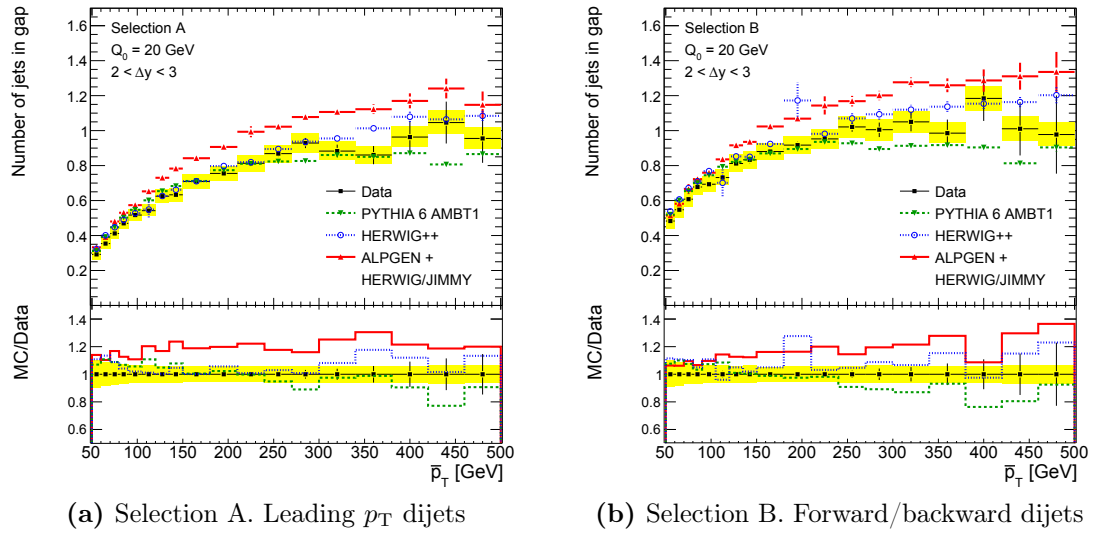 Number of jets in gap
1.6
1.4
1.2
1
0.8
0.6
0.4
0.2
Selection A
Q₀ = 20 GeV
2 < Δy < 3
Data
PYTHIA 6 AMBT1
HERWIG++
ALPGEN +
HERWIG/JIMMY
MC/Data
1.4
1.2
1
0.8
0.6
50 100 150 200 250 300 350 400 450 500
p̅_T [GeV]
(a) Selection A. Leading p_T dijets
Number of jets in gap
1.6
1.4
1.2
1
0.8
0.6
0.4
0.2
Selection B
Q₀ = 20 GeV
2 < Δy < 3
Data
PYTHIA 6 AMBT1
HERWIG++
ALPGEN +
HERWIG/JIMMY
MC/Data
1.4
1.2
1
0.8
0.6
50 100 150 200 250 300 350 400 450 500
p̅_T [GeV]
(b) Selection B. Forward/backward dijets